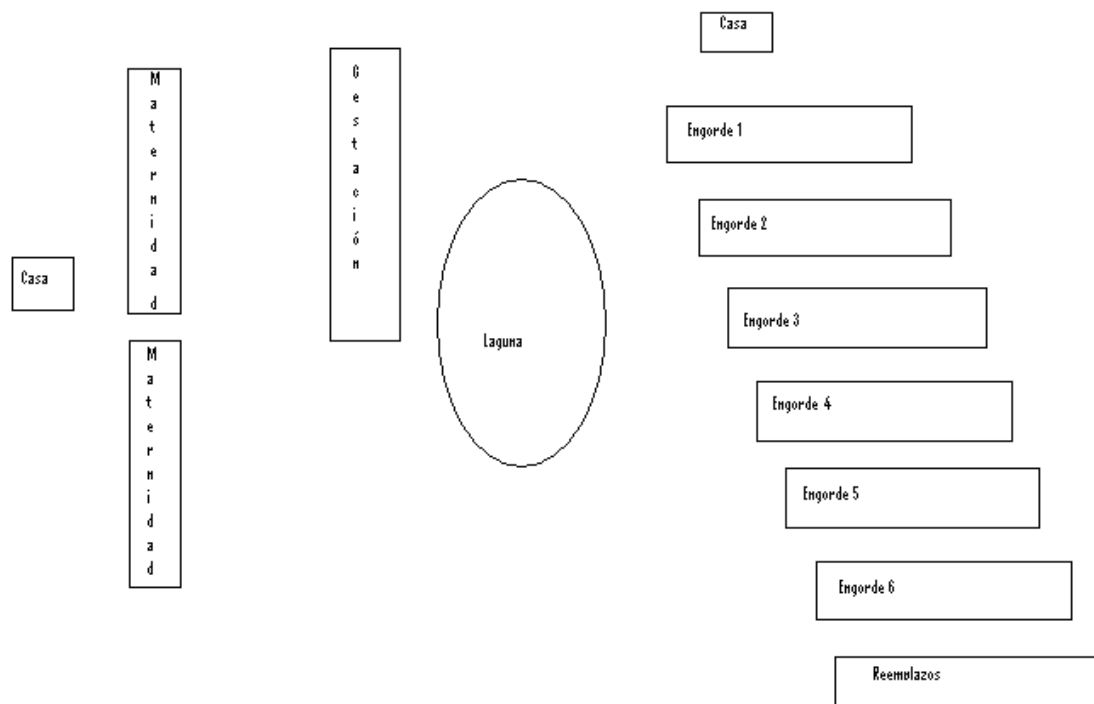 Casa
Maternidad
Gestación
Engorde 1
Engorde 2
Casa
Engorde 3
Laguna
Maternidad
Engorde 4
Engorde 5
Engorde 6
Reemplazos